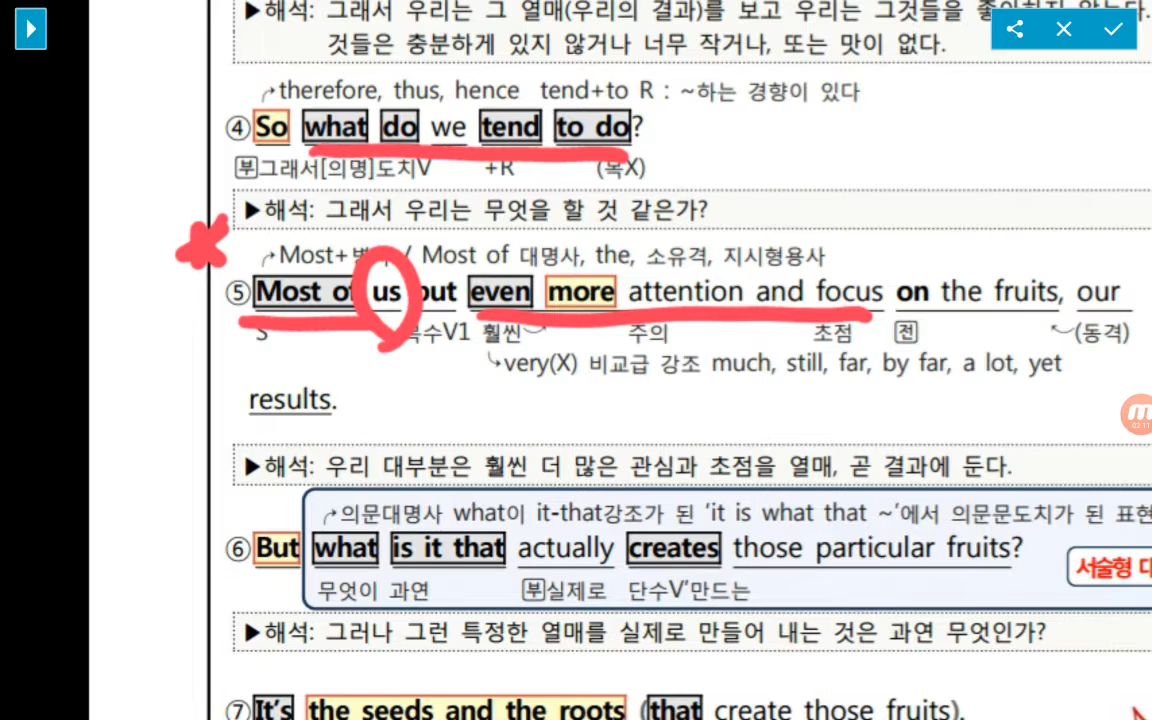 ▶해석: 그래서 우리는 그 열매(우리의 결과)를 보고 우리는 그것들을
것들은 충분하게 있지 않거나 너무 작거나, 또는 맛이 없다.
therefore, thus, hence tend+to R : ~하는 경향이 있다
④So what do we tend to do?
부그래서[의명]도치V +R (목X)
▶해석: 그래서 우리는 무엇을 할 것 같은가?
Most+ / Most of 대명사, the, 소유격, 지시형용사
⑤Most of us put even more attention and focus on the fruits, our
S 복수V1 훨씬 주의 초점 전 (동격)
very(X) 비교급 강조 much, still, far, by far, a lot, yet
results.
02:11
▶해석: 우리 대부분은 훨씬 더 많은 관심과 초점을 열매, 곧 결과에 둔다.
의문대명사 what이 it-that강조가 된 ‘it is what that ~’에서 의문문도치가 된 표현
⑥But what is it that actually creates those particular fruits?
서술형
무엇이 과연 부실제로 단수V’만드는
▶해석: 그러나 그런 특정한 열매를 실제로 만들어 내는 것은 과연 무엇인가?
⑦It’s the seeds and the roots (that create those fruits).